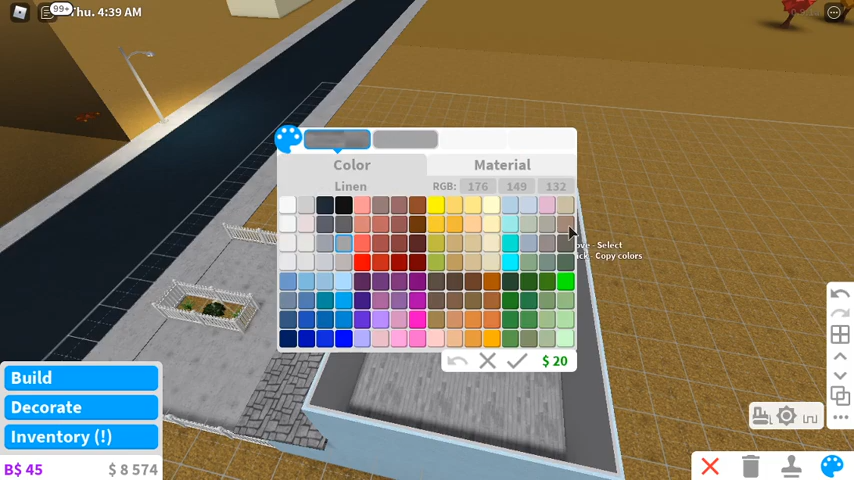 99+
Thu. 4:39 AM
Color
Material
Linen
RGB: 176 149 132
ove - Select
ick - Copy colors
$ 20
Build
Decorate
Inventory (!)
B$ 45
$ 8 574